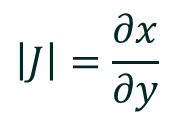 |J| = ∂x/∂y